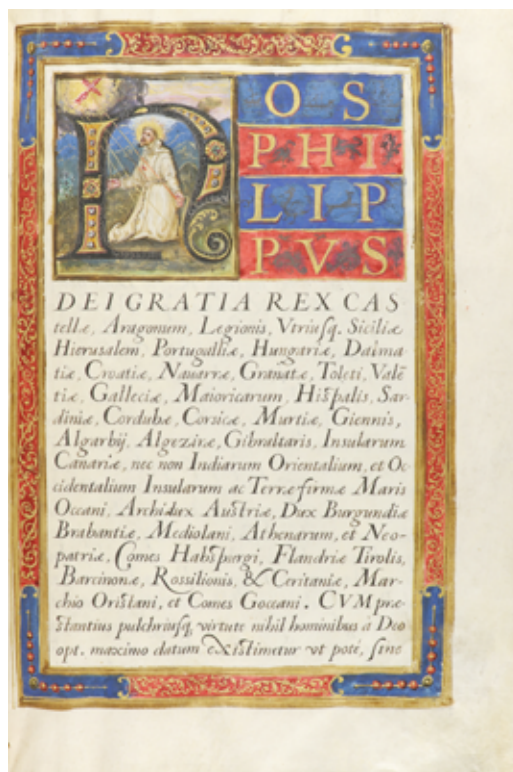 NOS
PHI
LIP
PVS
DEI GRATIA REX CAS
tellæ, Aragonum, Legionis, Vtriusq. Siciliæ
Hierusalem, Portugalliæ, Hungariæ, Dalma
tiæ, Croatiæ, Nauarræ, Granatæ, Toleti, Valē
tiæ, Galleciæ, Maioricarum, Hispalis, Sar-
diniæ, Cordubæ, Corsicæ, Murtiæ, Giennis,
Algarbij, Algeziræ, Gibraltaris, Insularum
Canariæ, nec non Indiarum Orientalium, et Oc-
cidentalium Insularum ac Terræ firmæ Maris
Oceani, Archidux Austriæ, Dux Burgundiæ
Brabantiæ, Mediolani, Athenarum, et Neo-
patriæ, Comes Habspurgi, Flandriæ Tirolis,
Barcinonæ, Rossilionis, & Ceritaniæ, Mar-
chio Oristani, et Comes Goceani. CVM præ-
stantius pulchriusq, virtute nihil hominibus à Deo
opt. maximo datum eXistimetur vt poté, sine